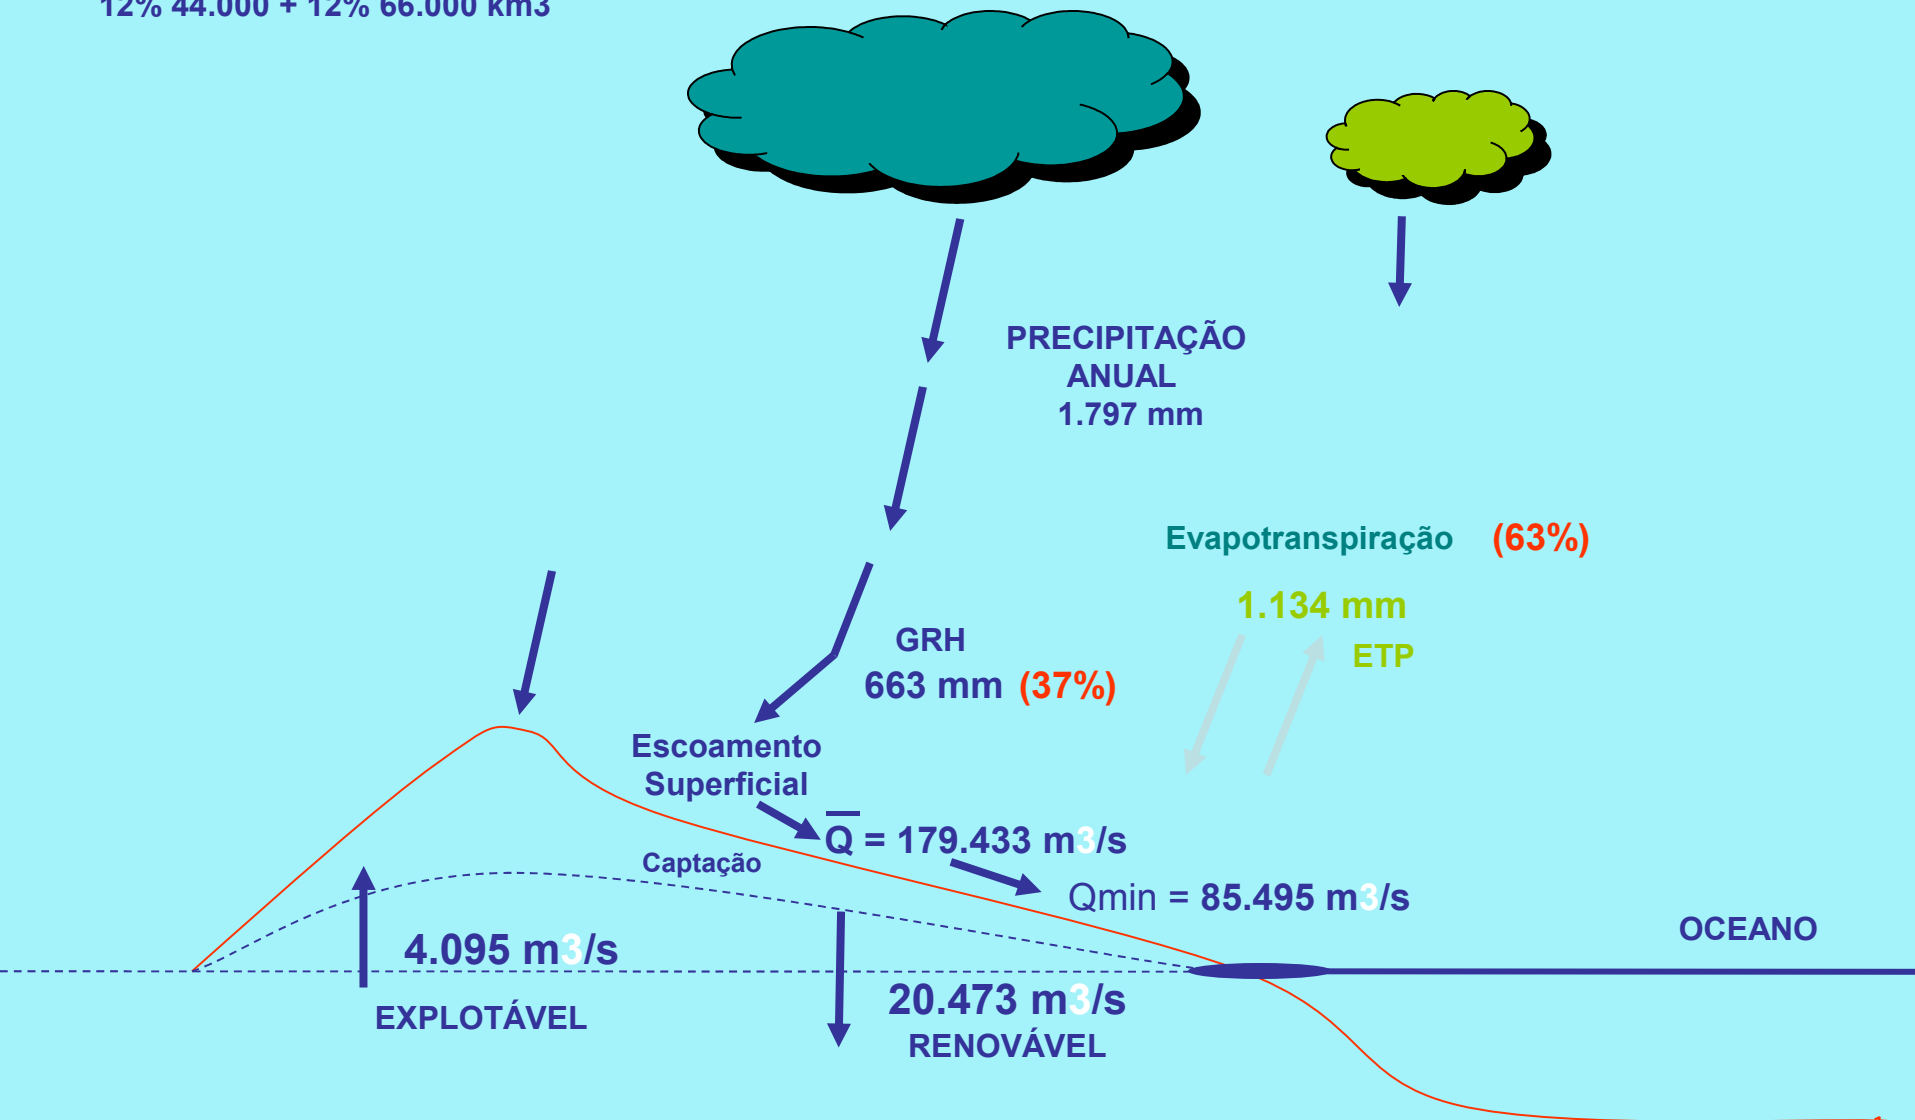 12% 44.000 + 12% 66.000 km3
PRECIPITAÇÃO
ANUAL
1.797 mm
Evapotranspiração (63%)
1.134 mm
ETP
GRH
663 mm (37%)
Escoamento
Superficial
Q = 179.433 m3/s
Captação
Qmin = 85.495 m3/s
OCEANO
4.095 m3/s
EXPLOTÁVEL
20.473 m3/s
RENOVÁVEL